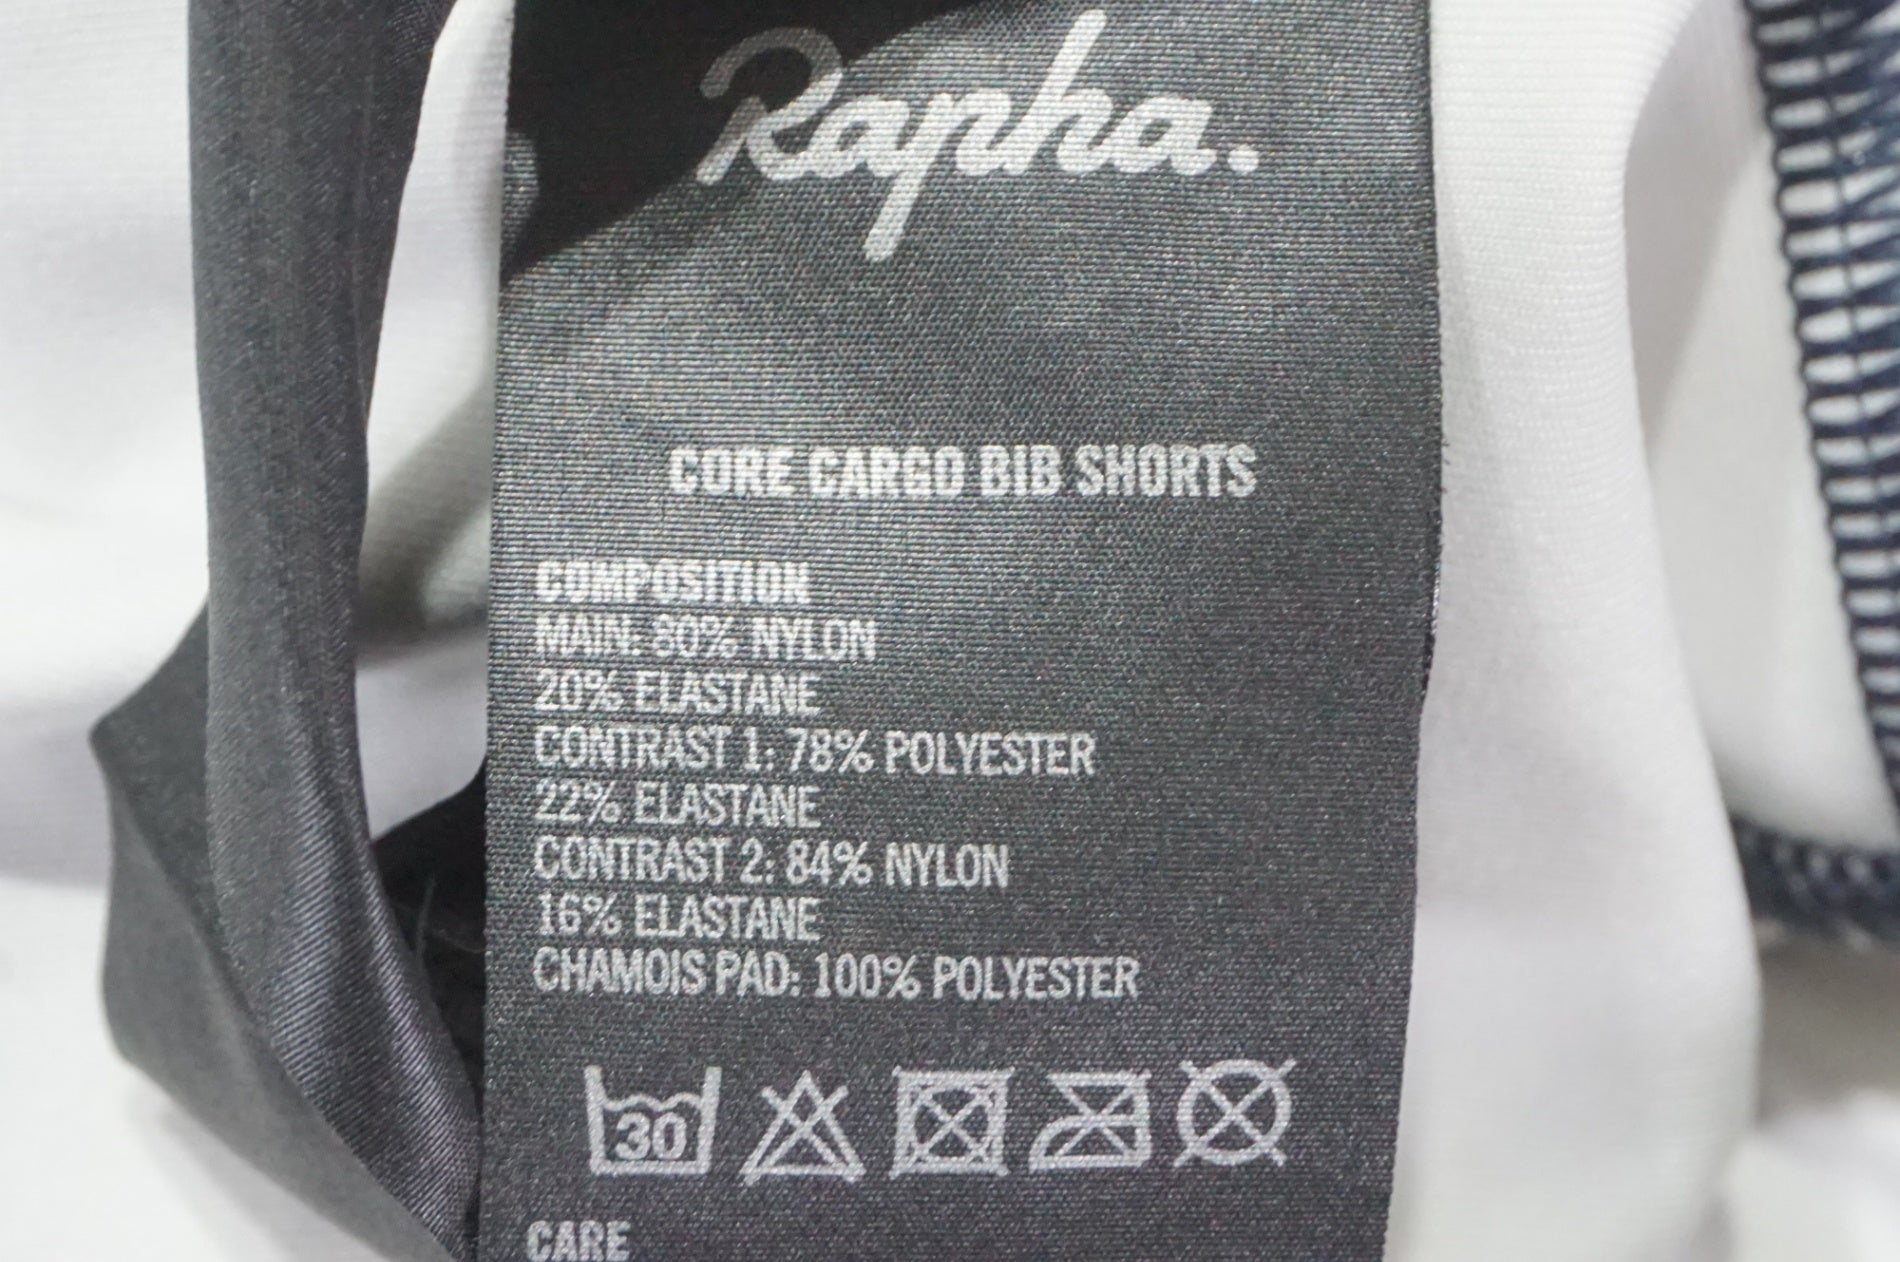 Rapha.
CORE CARGO BIB SHORTS
COMPOSITION
MAIN: 80% NYLON
20% ELASTANE
CONTRAST 1: 78% POLYESTER
22% ELASTANE
CONTRAST 2: 84% NYLON
16% ELASTANE
CHAMOIS PAD: 100% POLYESTER
30
CARE